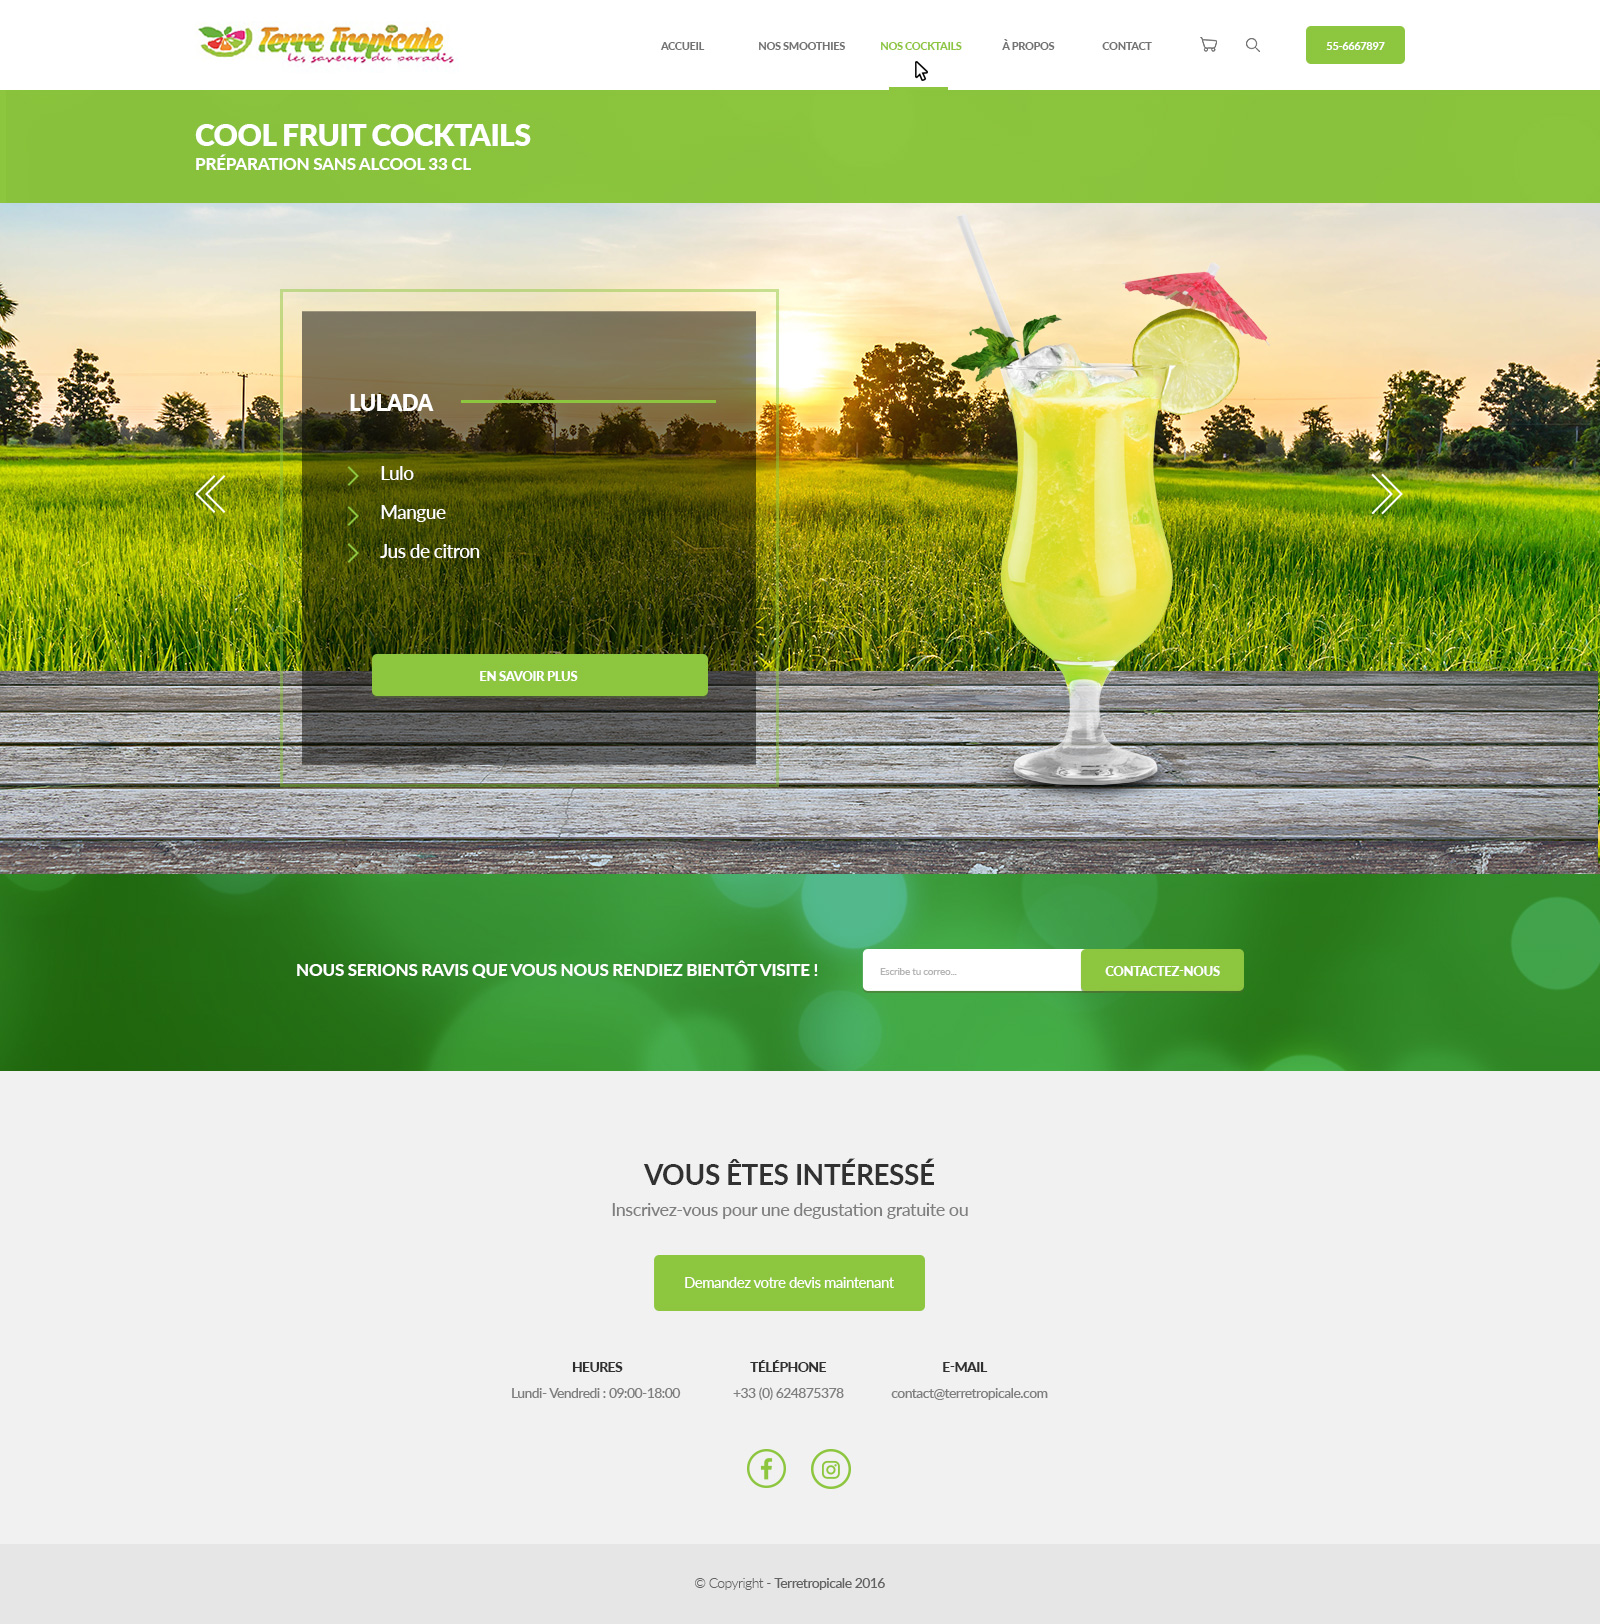 Terre Tropicale
les saveurs du paradis
ACCUEIL
NOS SMOOTHIES
NOS COCKTAILS
À PROPOS
CONTACT
55-6667897
COOL FRUIT COCKTAILS
PRÉPARATION SANS ALCOOL 33 CL
LULADA
Lulo
Mangue
Jus de citron
EN SAVOIR PLUS
NOUS SERIONS RAVIS QUE VOUS NOUS RENDIEZ BIENTÔT VISITE !
Escribe tu correo...
CONTACTEZ-NOUS
VOUS ÊTES INTÉRESSÉ
Inscrivez-vous pour une degustation gratuite ou
Demandez votre devis maintenant
HEURES
Lundi- Vendredi : 09:00-18:00
TÉLÉPHONE
+33 (0) 624875378
E-MAIL
contact@terretropicale.com
© Copyright - Terretropicale 2016